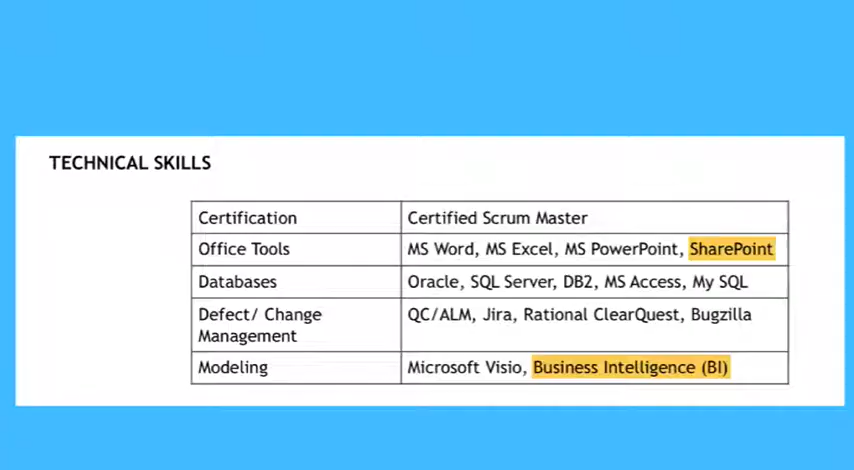 TECHNICAL SKILLS
Certification Certified Scrum Master
Office Tools MS Word, MS Excel, MS PowerPoint, SharePoint
Databases Oracle, SQL Server, DB2, MS Access, My SQL
Defect/ Change QC/ALM, Jira, Rational ClearQuest, Bugzilla
Management
Modeling Microsoft Visio, Business Intelligence (BI)